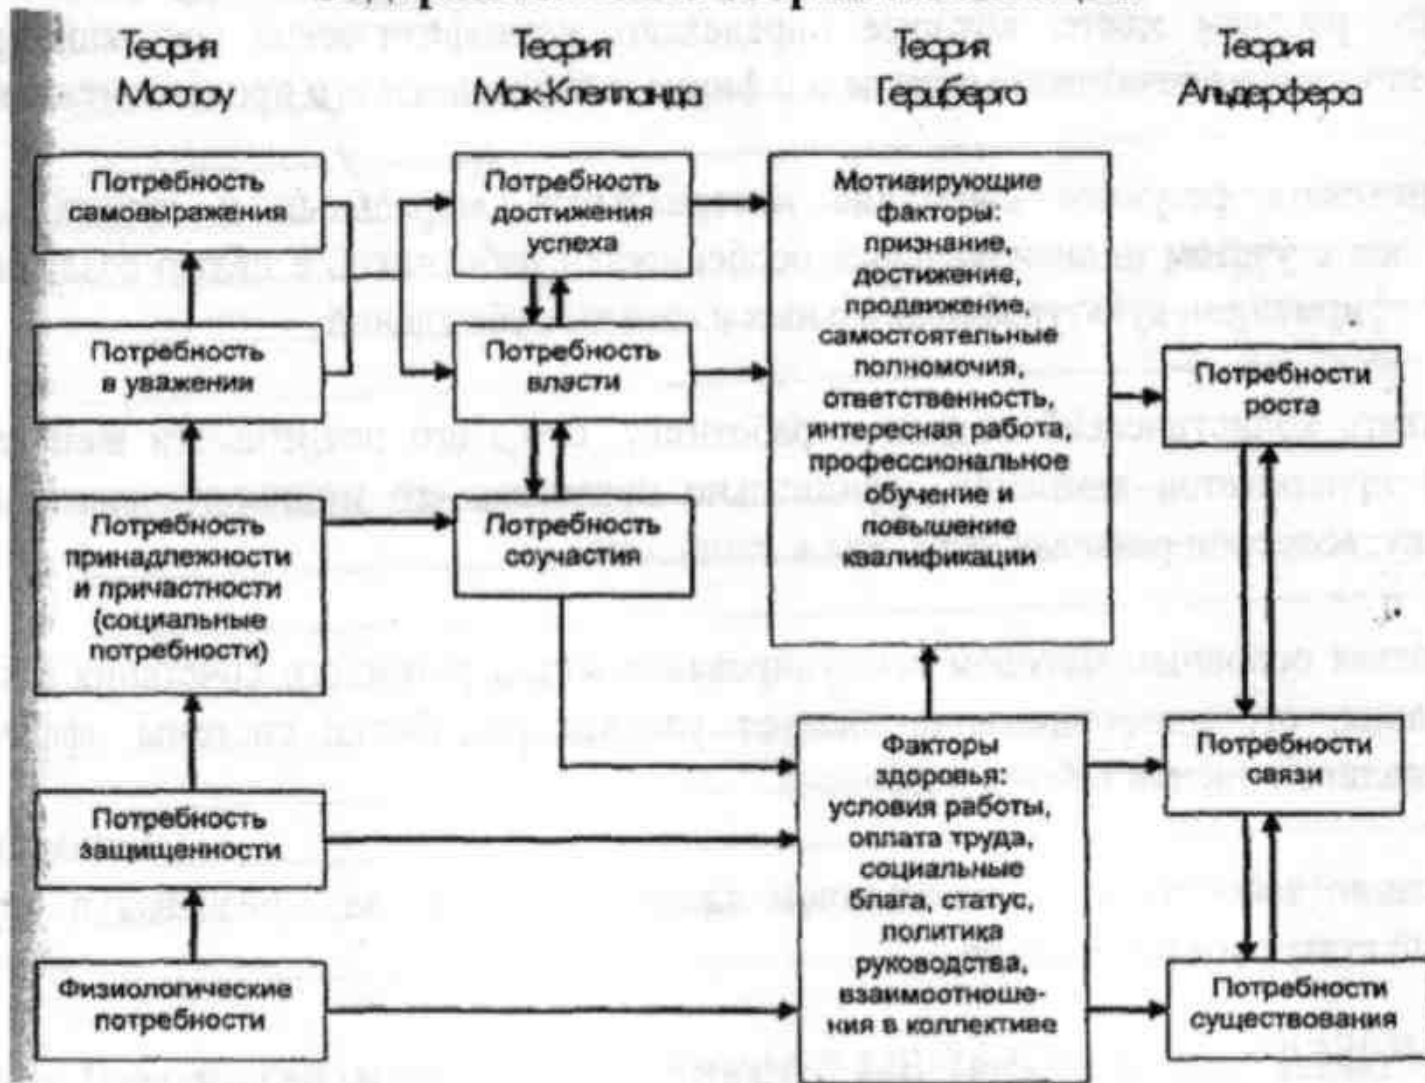 Теория
Маслоу
Теория
Мак-Клелланда
Теория
Герцберга
Теория
Альдерфера
Потребность
самовыражения
Потребность
в уважении
Потребность
принадлежности
и причастности
(социальные
потребности)
Потребность
защищенности
Физиологические
потребности
Потребность
достижения
успеха
Потребность
власти
Потребность
соучастия
Мотивирующие
факторы:
признание,
достижение,
продвижение,
самостоятельные
полномочия,
ответственность,
интересная работа,
профессиональное
обучение и
повышение
квалификации
Факторы
здоровья:
условия работы,
оплата труда,
социальные
блага, статус,
политика
руководства,
взаимоотноше-
ния в коллективе
Потребности
роста
Потребности
связи
Потребности
существования